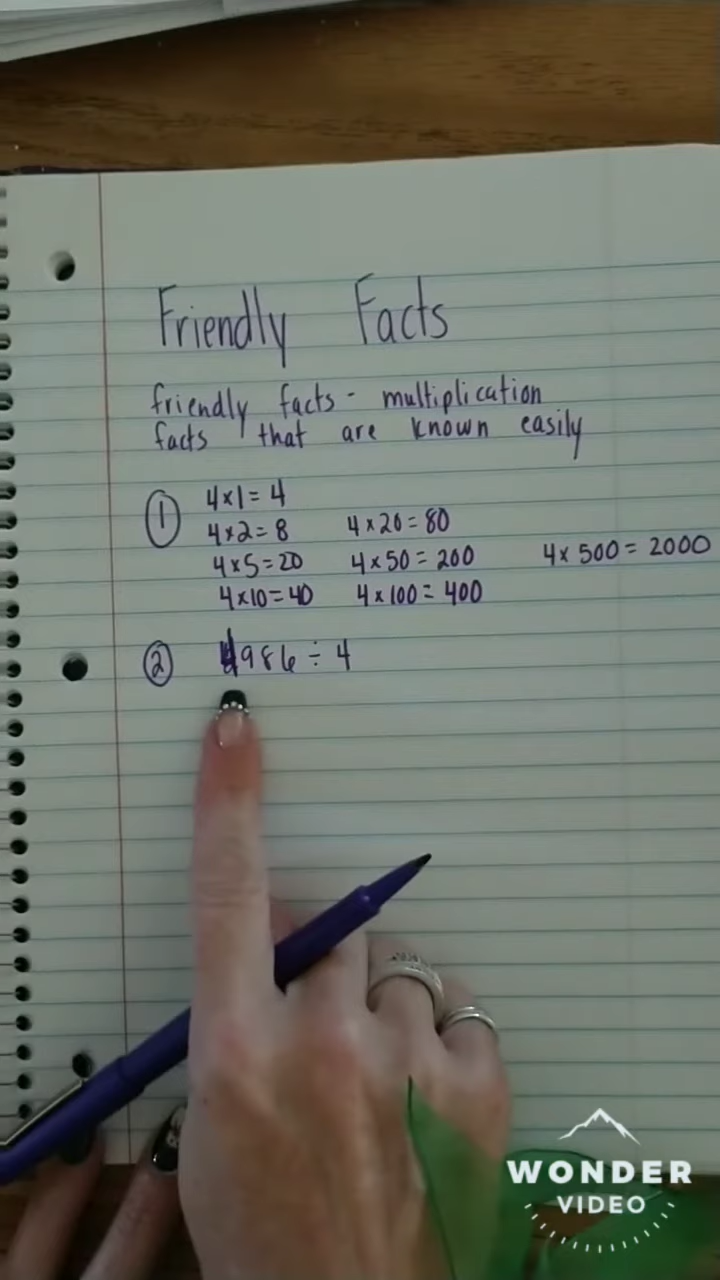 Friendly Facts
friendly facts - multiplication
facts that are known easily
① 4x1=4
4x2=8 4x20=80
4x5=20 4x50=200 4x500=2000
4x10=40 4x100=400
② 986÷4
WONDER
VIDEO